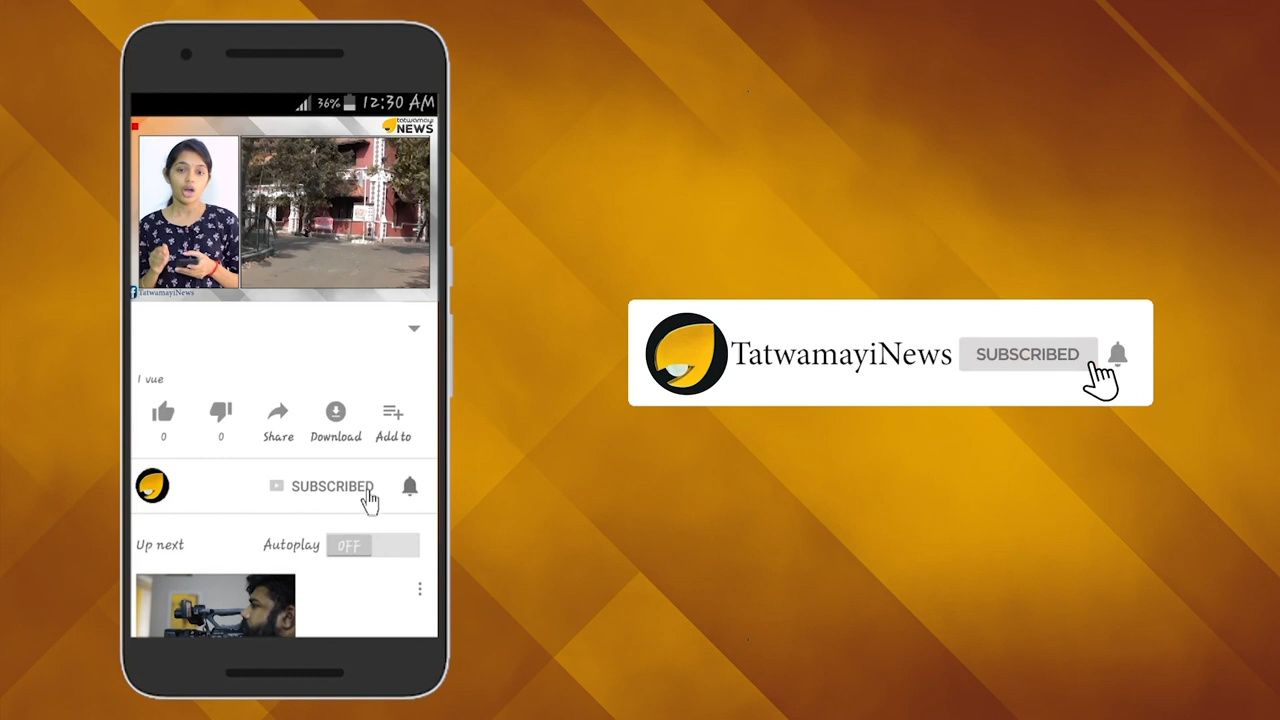 36% 12:30 AM
tatwamayi
NEWS
f TatwamayiNews
1 vue
0 0 Share Download Add to
SUBSCRIBED
Up next Autoplay OFF
TatwamayiNews SUBSCRIBED